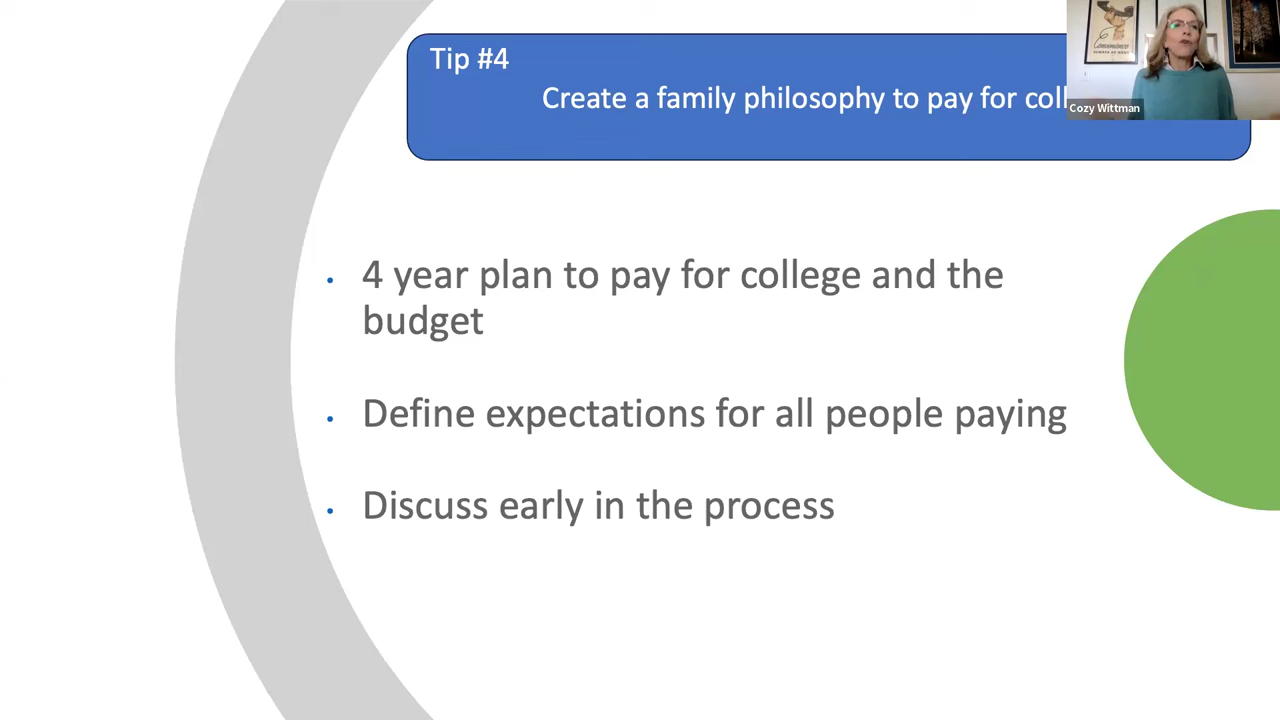 Tip #4
Create a family philosophy to pay for
Cozy Wittman
• 4 year plan to pay for college and the
budget
• Define expectations for all people paying
• Discuss early in the process